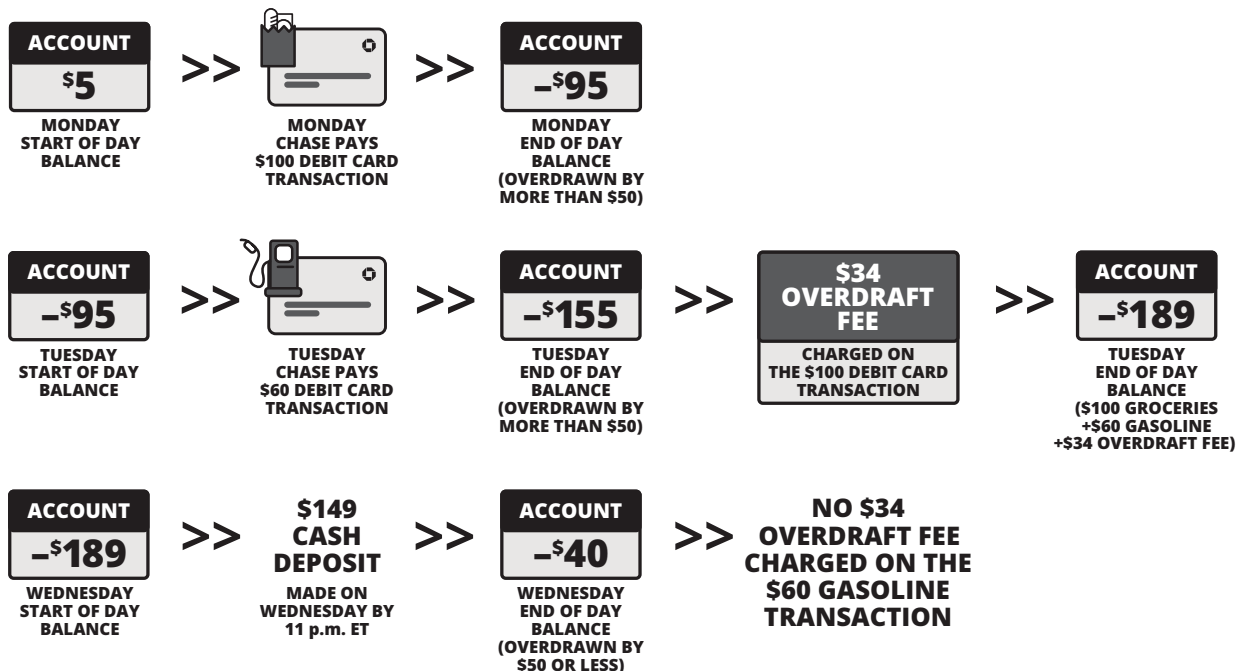 ACCOUNT
$5
MONDAY
START OF DAY
BALANCE
>>
MONDAY
CHASE PAYS
$100 DEBIT CARD
TRANSACTION
>>
ACCOUNT
–$95
MONDAY
END OF DAY
BALANCE
(OVERDRAWN BY
MORE THAN $50)
ACCOUNT
–$95
TUESDAY
START OF DAY
BALANCE
>>
TUESDAY
CHASE PAYS
$60 DEBIT CARD
TRANSACTION
>>
ACCOUNT
–$155
TUESDAY
END OF DAY
BALANCE
(OVERDRAWN BY
MORE THAN $50)
>>
$34
OVERDRAFT
FEE
CHARGED ON
THE $100 DEBIT CARD
TRANSACTION
>>
ACCOUNT
–$189
TUESDAY
END OF DAY
BALANCE
($100 GROCERIES
+$60 GASOLINE
+$34 OVERDRAFT FEE)
ACCOUNT
–$189
WEDNESDAY
START OF DAY
BALANCE
>>
$149
CASH
DEPOSIT
MADE ON
WEDNESDAY BY
11 p.m. ET
>>
ACCOUNT
–$40
WEDNESDAY
END OF DAY
BALANCE
(OVERDRAWN BY
$50 OR LESS)
>>
NO $34
OVERDRAFT FEE
CHARGED ON THE
$60 GASOLINE
TRANSACTION